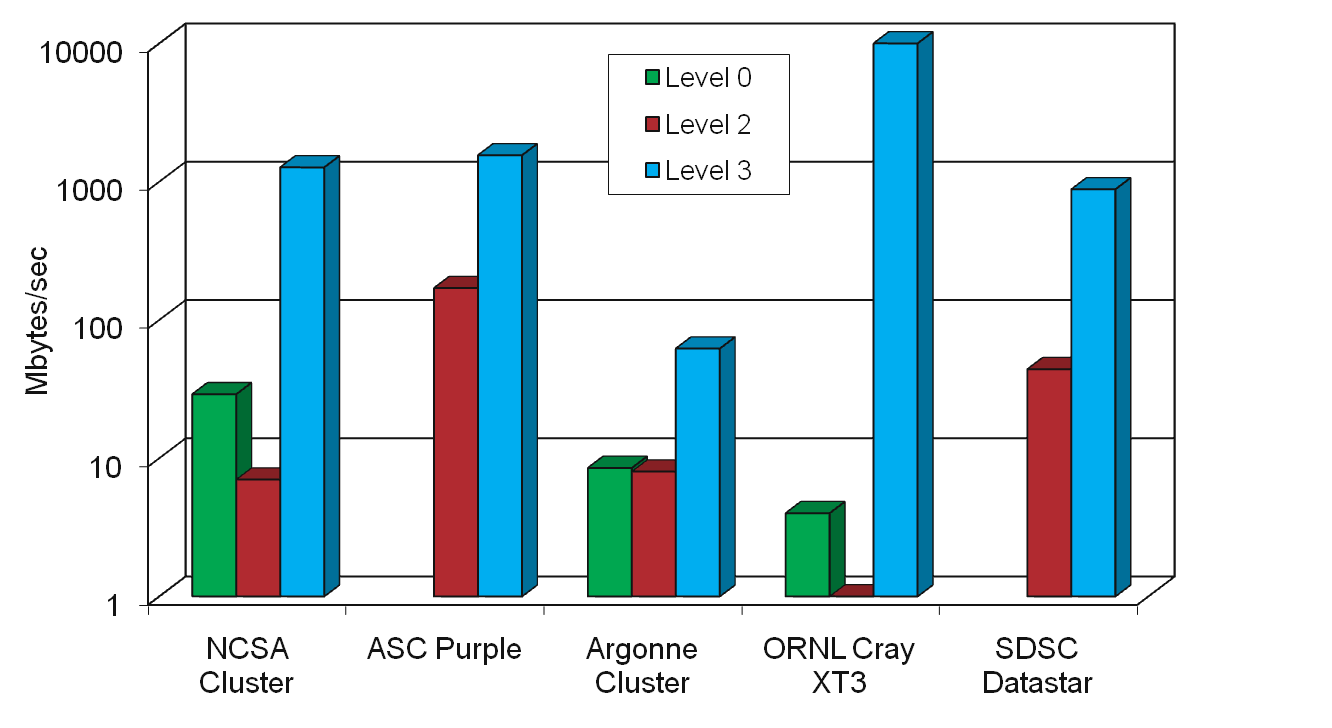 10000
1000
100
10
1
Mbytes/sec
Level 0
Level 2
Level 3
NCSA
Cluster
ASC Purple
Argonne
Cluster
ORNL Cray
XT3
SDSC
Datastar